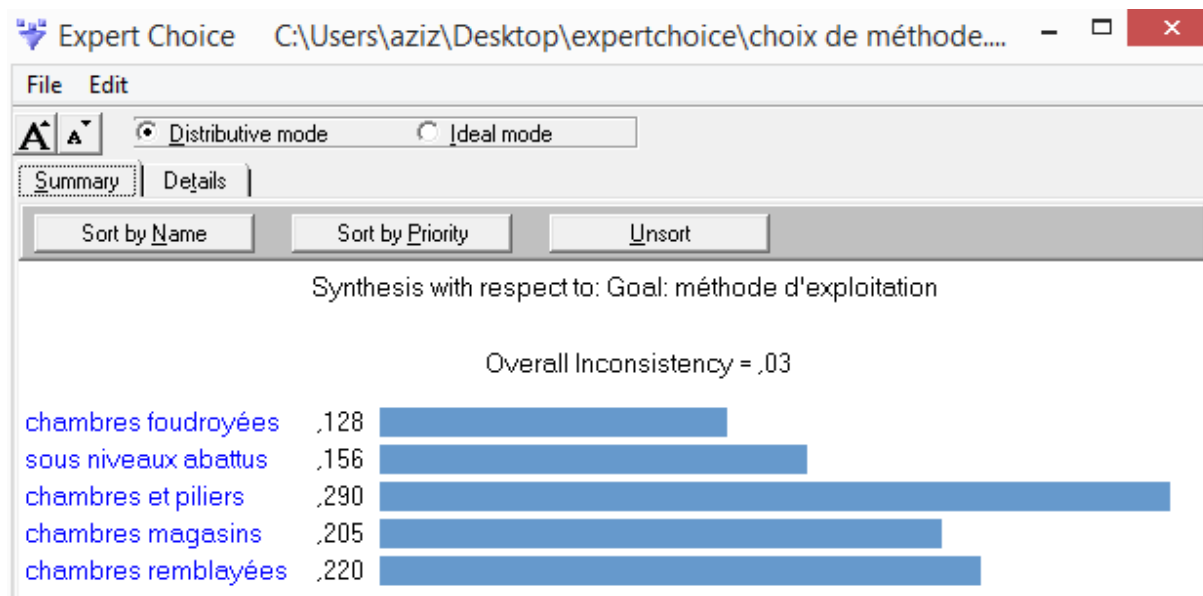 Expert Choice C:\Users\aziz\Desktop\expertchoice\choix de méthode....
File Edit
A A Distributive mode Ideal mode
Summary Details
Sort by Name Sort by Priority Unsort
Synthesis with respect to: Goal: méthode d'exploitation
Overall Inconsistency = ,03
chambres foudroyées ,128
sous niveaux abattus ,156
chambres et piliers ,290
chambres magasins ,205
chambres remblayées ,220